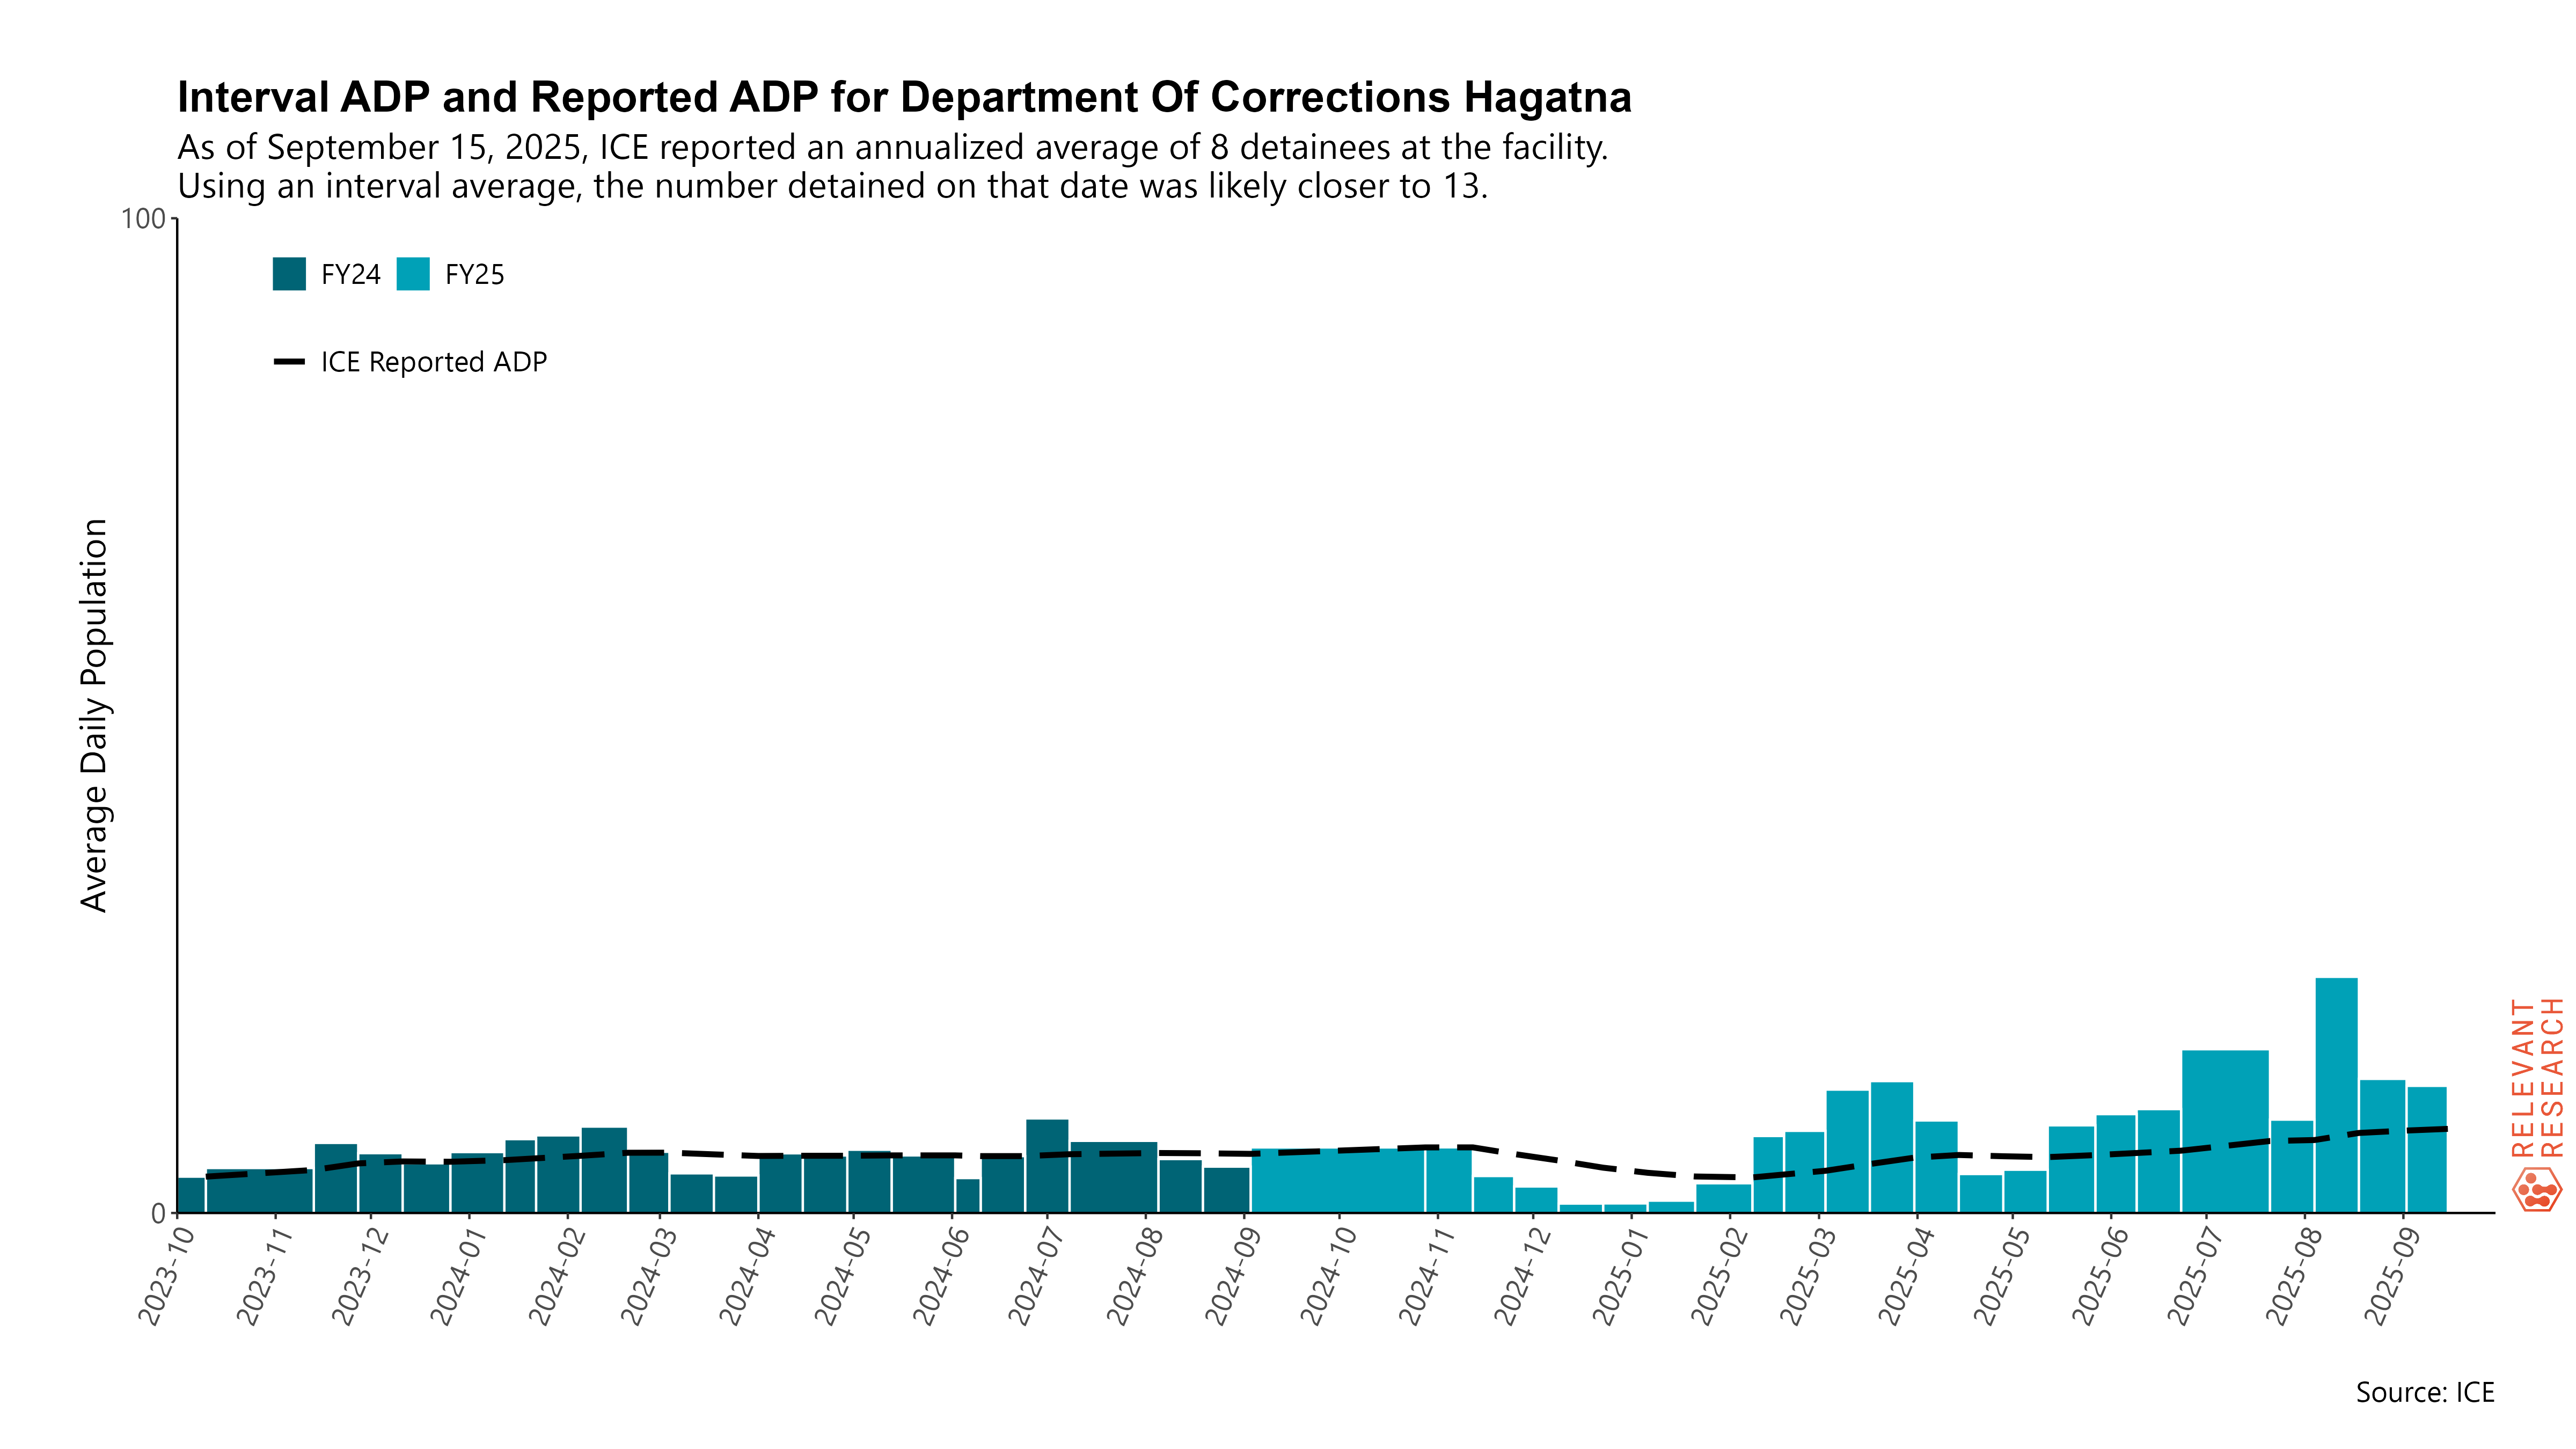 Interval ADP and Reported ADP for Department Of Corrections Hagatna
As of September 15, 2025, ICE reported an annualized average of 8 detainees at the facility.
Using an interval average, the number detained on that date was likely closer to 13.
100
FY24 FY25
ICE Reported ADP
Average Daily Population
0
2023-10 2023-11 2023-12 2024-01 2024-02 2024-03 2024-04 2024-05 2024-06 2024-07 2024-08 2024-09 2024-10 2024-11 2024-12 2025-01 2025-02 2025-03 2025-04 2025-05 2025-06 2025-07 2025-08 2025-09
RELEVANT
RESEARCH
Source: ICE